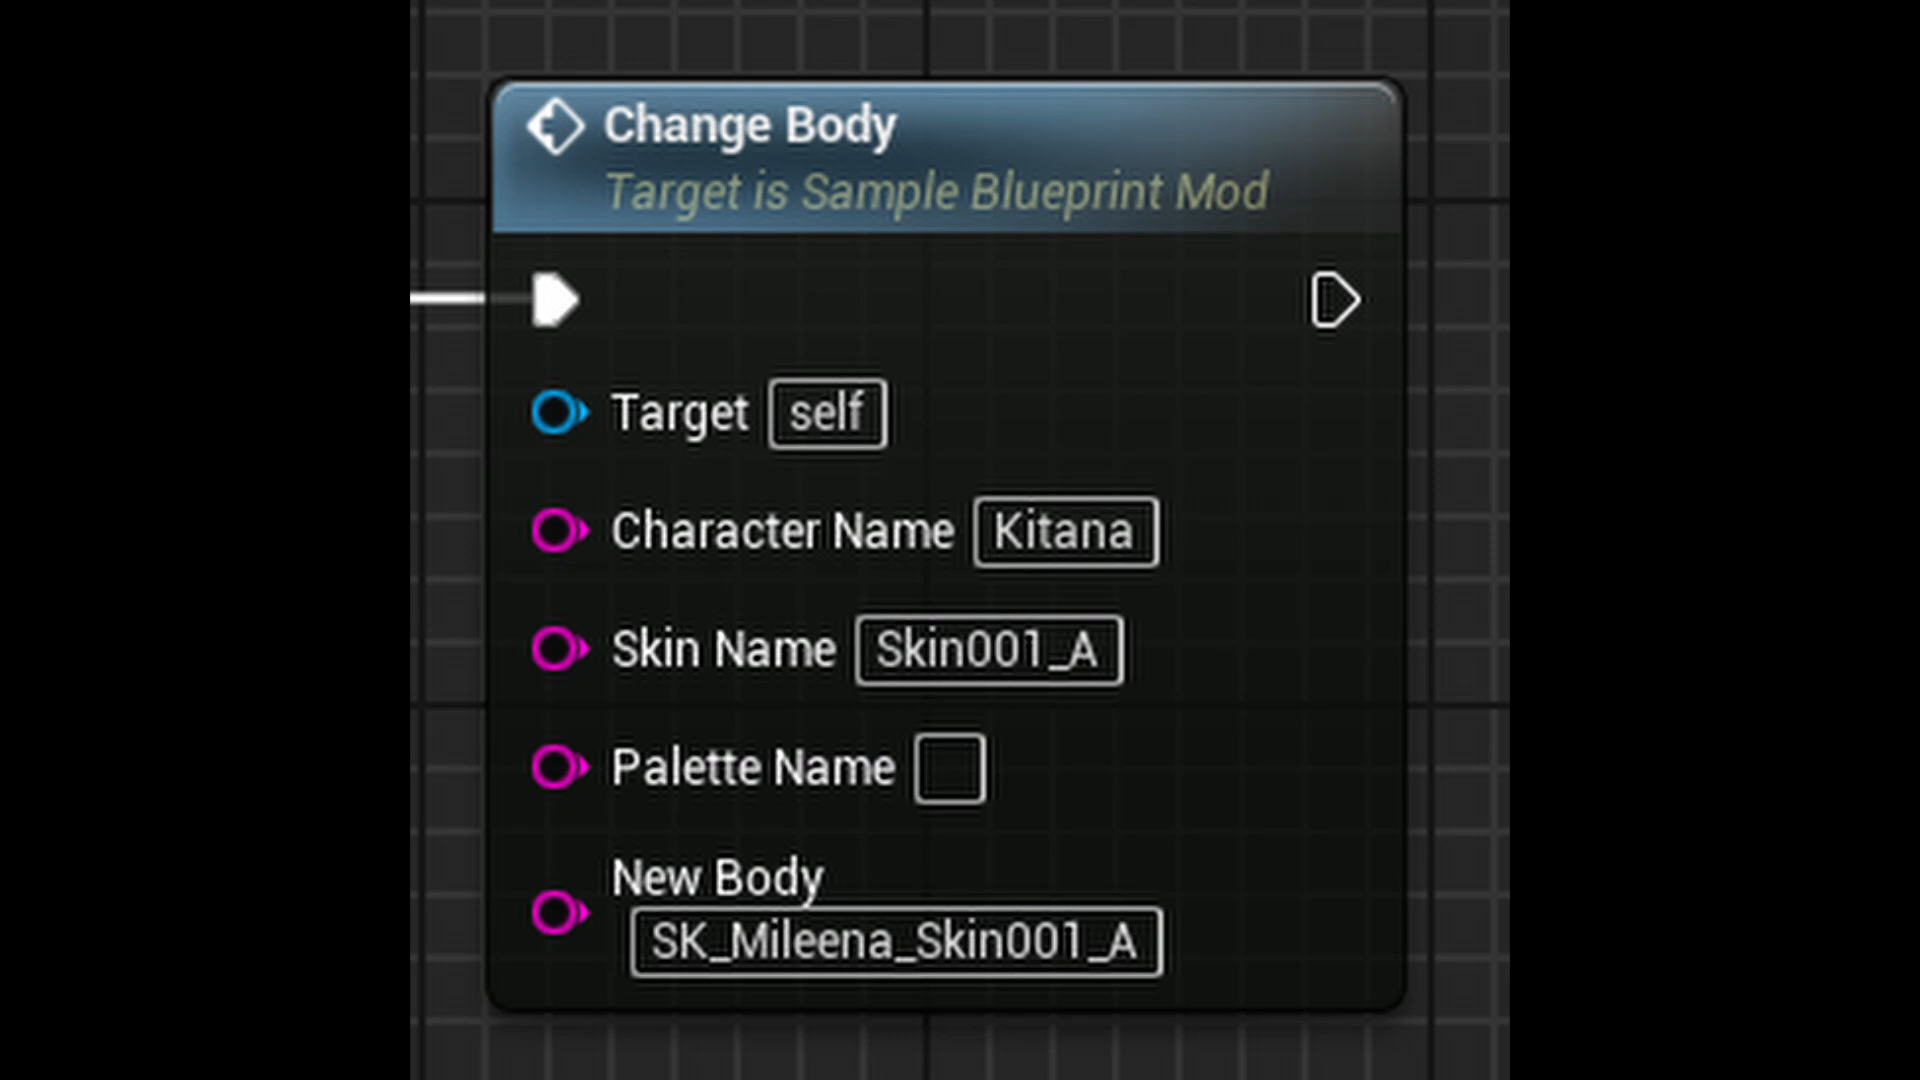 Change Body
Target is Sample Blueprint Mod
Target self
Character Name Kitana
Skin Name Skin001_A
Palette Name
New Body
SK_Mileena_Skin001_A